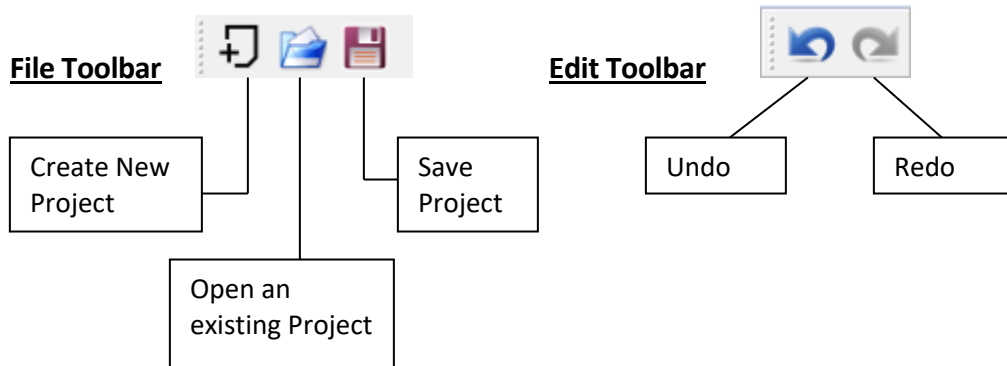 File Toolbar
Edit Toolbar
Create New
Project
Save
Project
Undo
Redo
Open an
existing Project